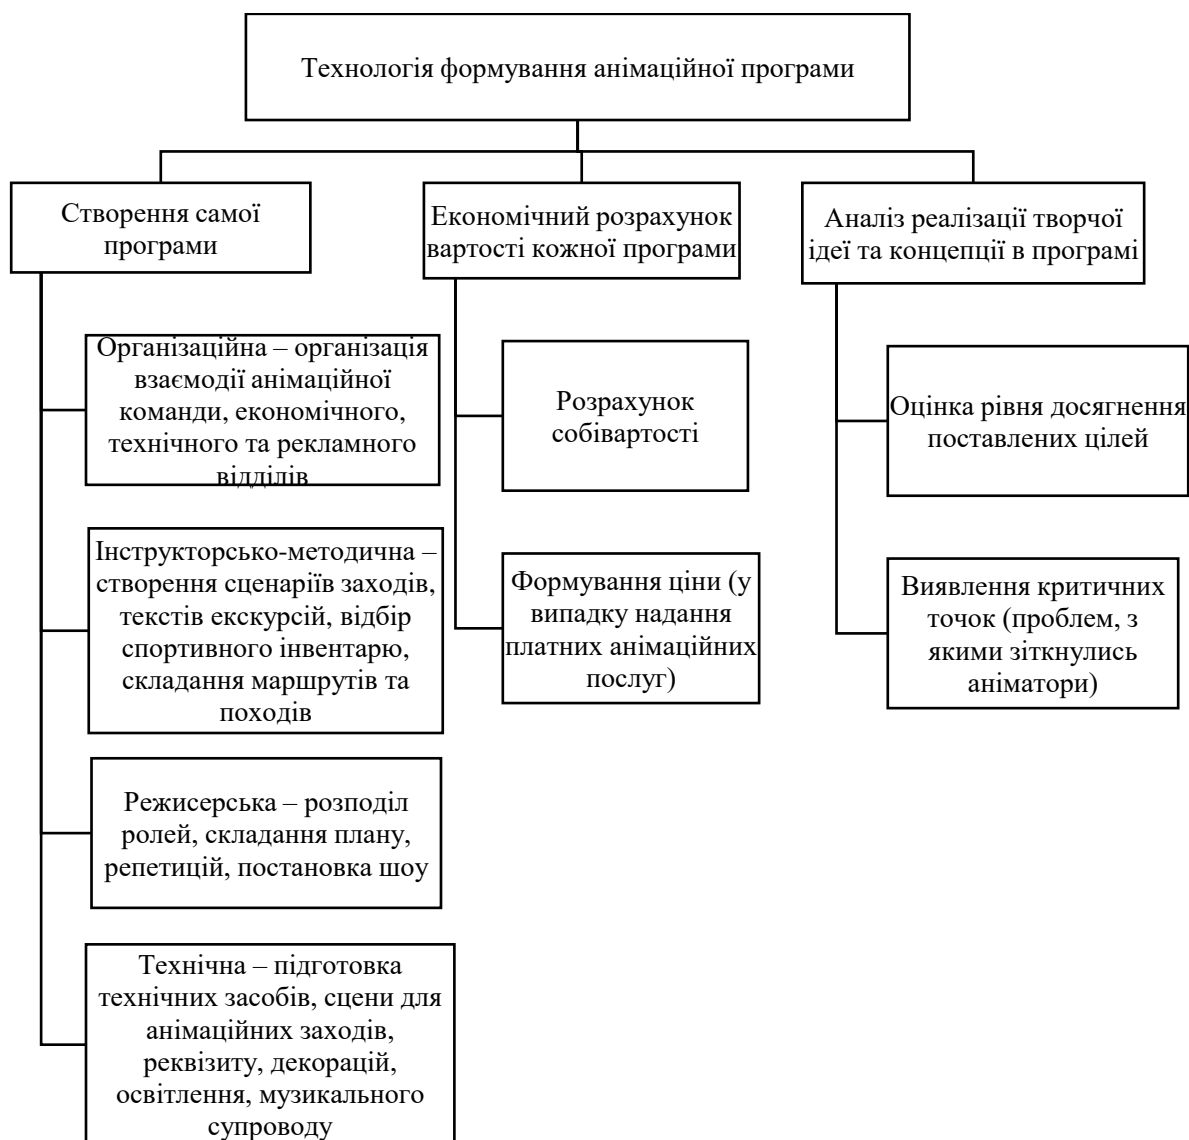 Технологія формування анімаційної програми
Створення самої
програми
Економічний розрахунок
вартості кожної програми
Аналіз реалізації творчої
ідеї та концепції в програмі
Організаційна – організація
взаємодії анімаційної
команди, економічного,
технічного та рекламного
відділів
Інструкторсько-методична –
створення сценаріїв заходів,
текстів екскурсій, відбір
спортивного інвентарю,
складання маршрутів та
походів
Режисерська – розподіл
ролей, складання плану,
репетицій, постановка шоу
Технічна – підготовка
технічних засобів, сцени для
анімаційних заходів,
реквізиту, декорацій,
освітлення, музикального
супроводу
Розрахунок
собівартості
Формування ціни (у
випадку надання
платних анімаційних
послуг)
Оцінка рівня досягнення
поставлених цілей
Виявлення критичних
точок (проблем, з
якими зіткнулись
аніматори)